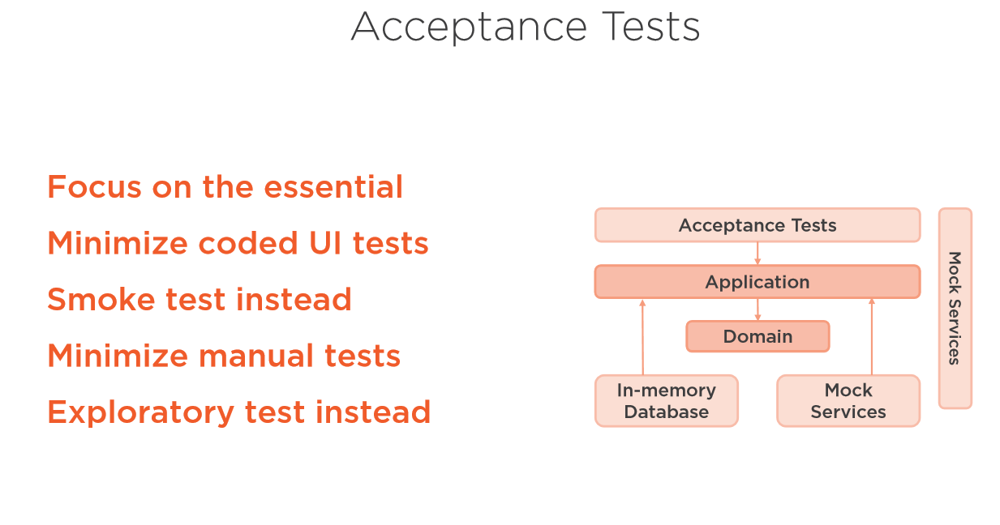 Acceptance Tests
Focus on the essential
Minimize coded UI tests
Smoke test instead
Minimize manual tests
Exploratory test instead
Acceptance Tests
Application
Domain
In-memory
Database
Mock
Services
Mock Services